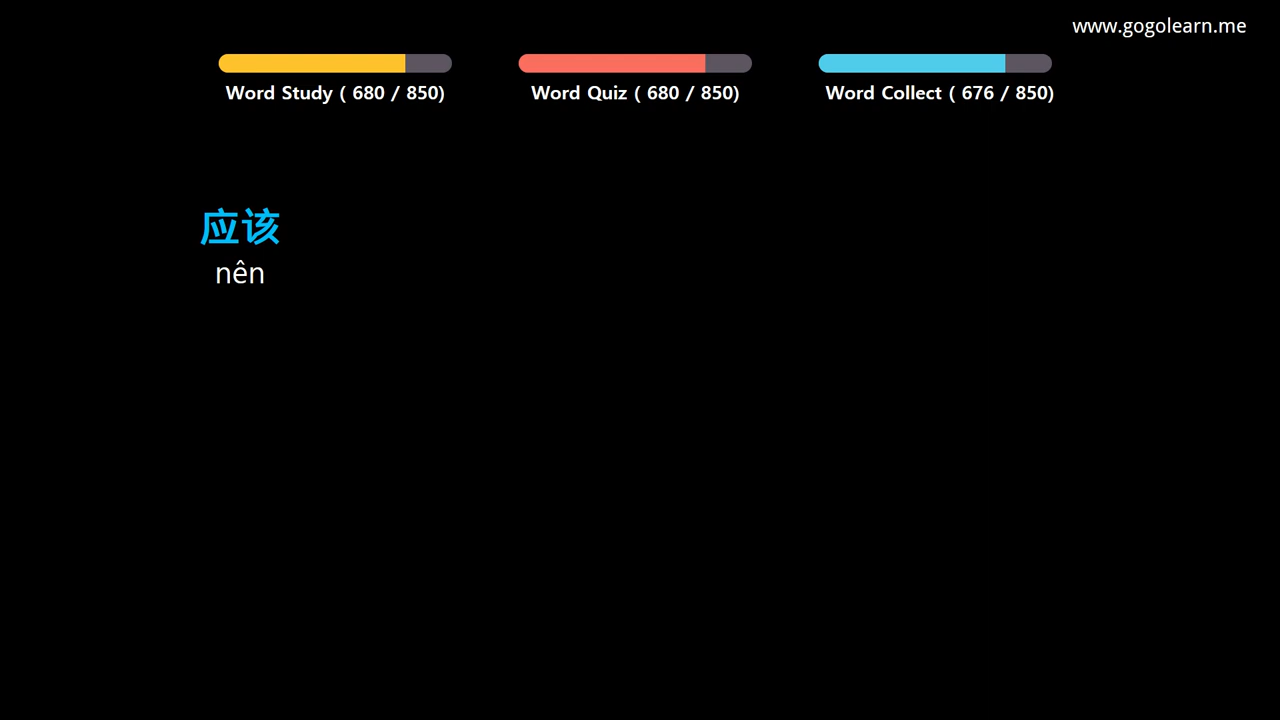 www.gogolearn.me
Word Study ( 680 / 850)
Word Quiz ( 680 / 850)
Word Collect ( 676 / 850)
应该
nên